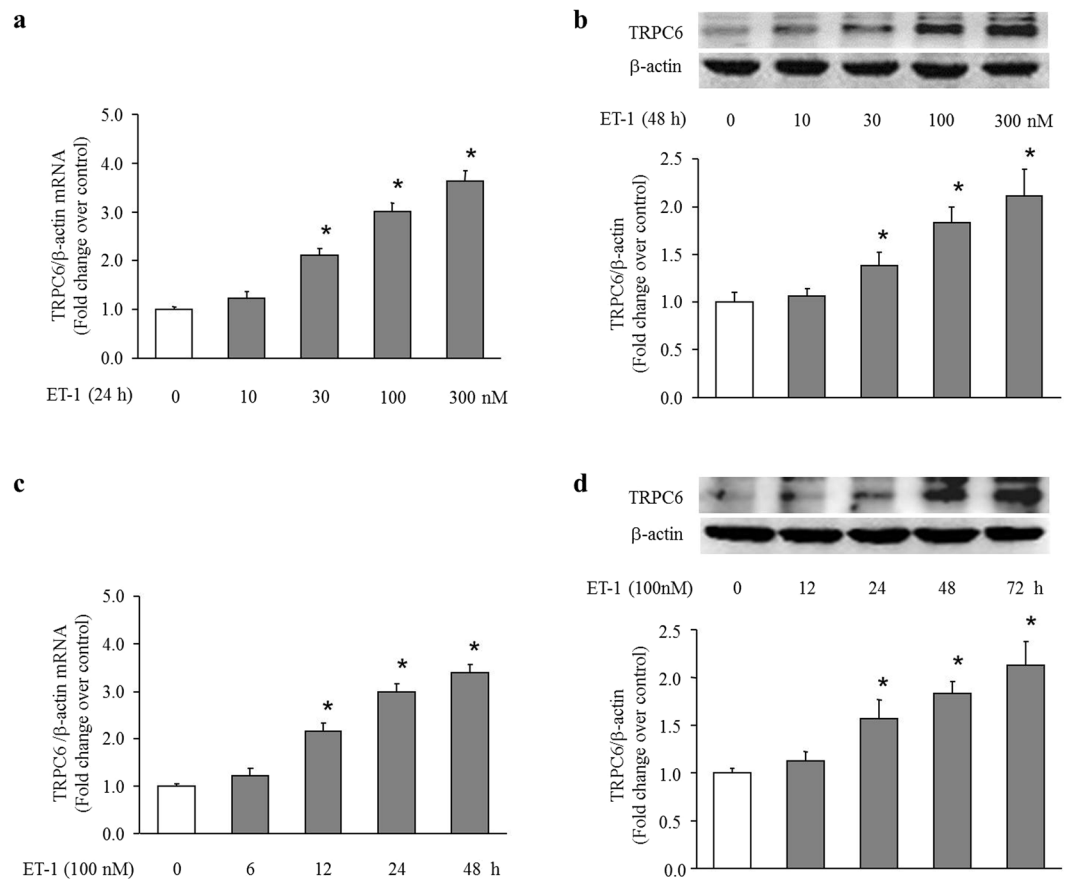 a
TRPC6/β-actin mRNA
(Fold change over control)
5.0
4.0
3.0
2.0
1.0
0.0
*
*
*
ET-1 (24 h) 0 10 30 100 300 nM
b
TRPC6
β-actin
ET-1 (48 h) 0 10 30 100 300 nM
TRPC6/β-actin
(Fold change over control)
2.5
2.0
1.5
1.0
2.5
0.0
*
*
*
c
TRPC6 /β-actin mRNA
(Fold change over control)
5.0
4.0
3.0
2.0
1.0
0.0
*
*
*
ET-1 (100 nM) 0 6 12 24 48 h
d
TRPC6
β-actin
ET-1 (100nM) 0 12 24 48 72 h
TRPC6/β-actin
(Fold change over control)
2.5
2.0
1.5
1.0
0.5
0.0
*
*
*